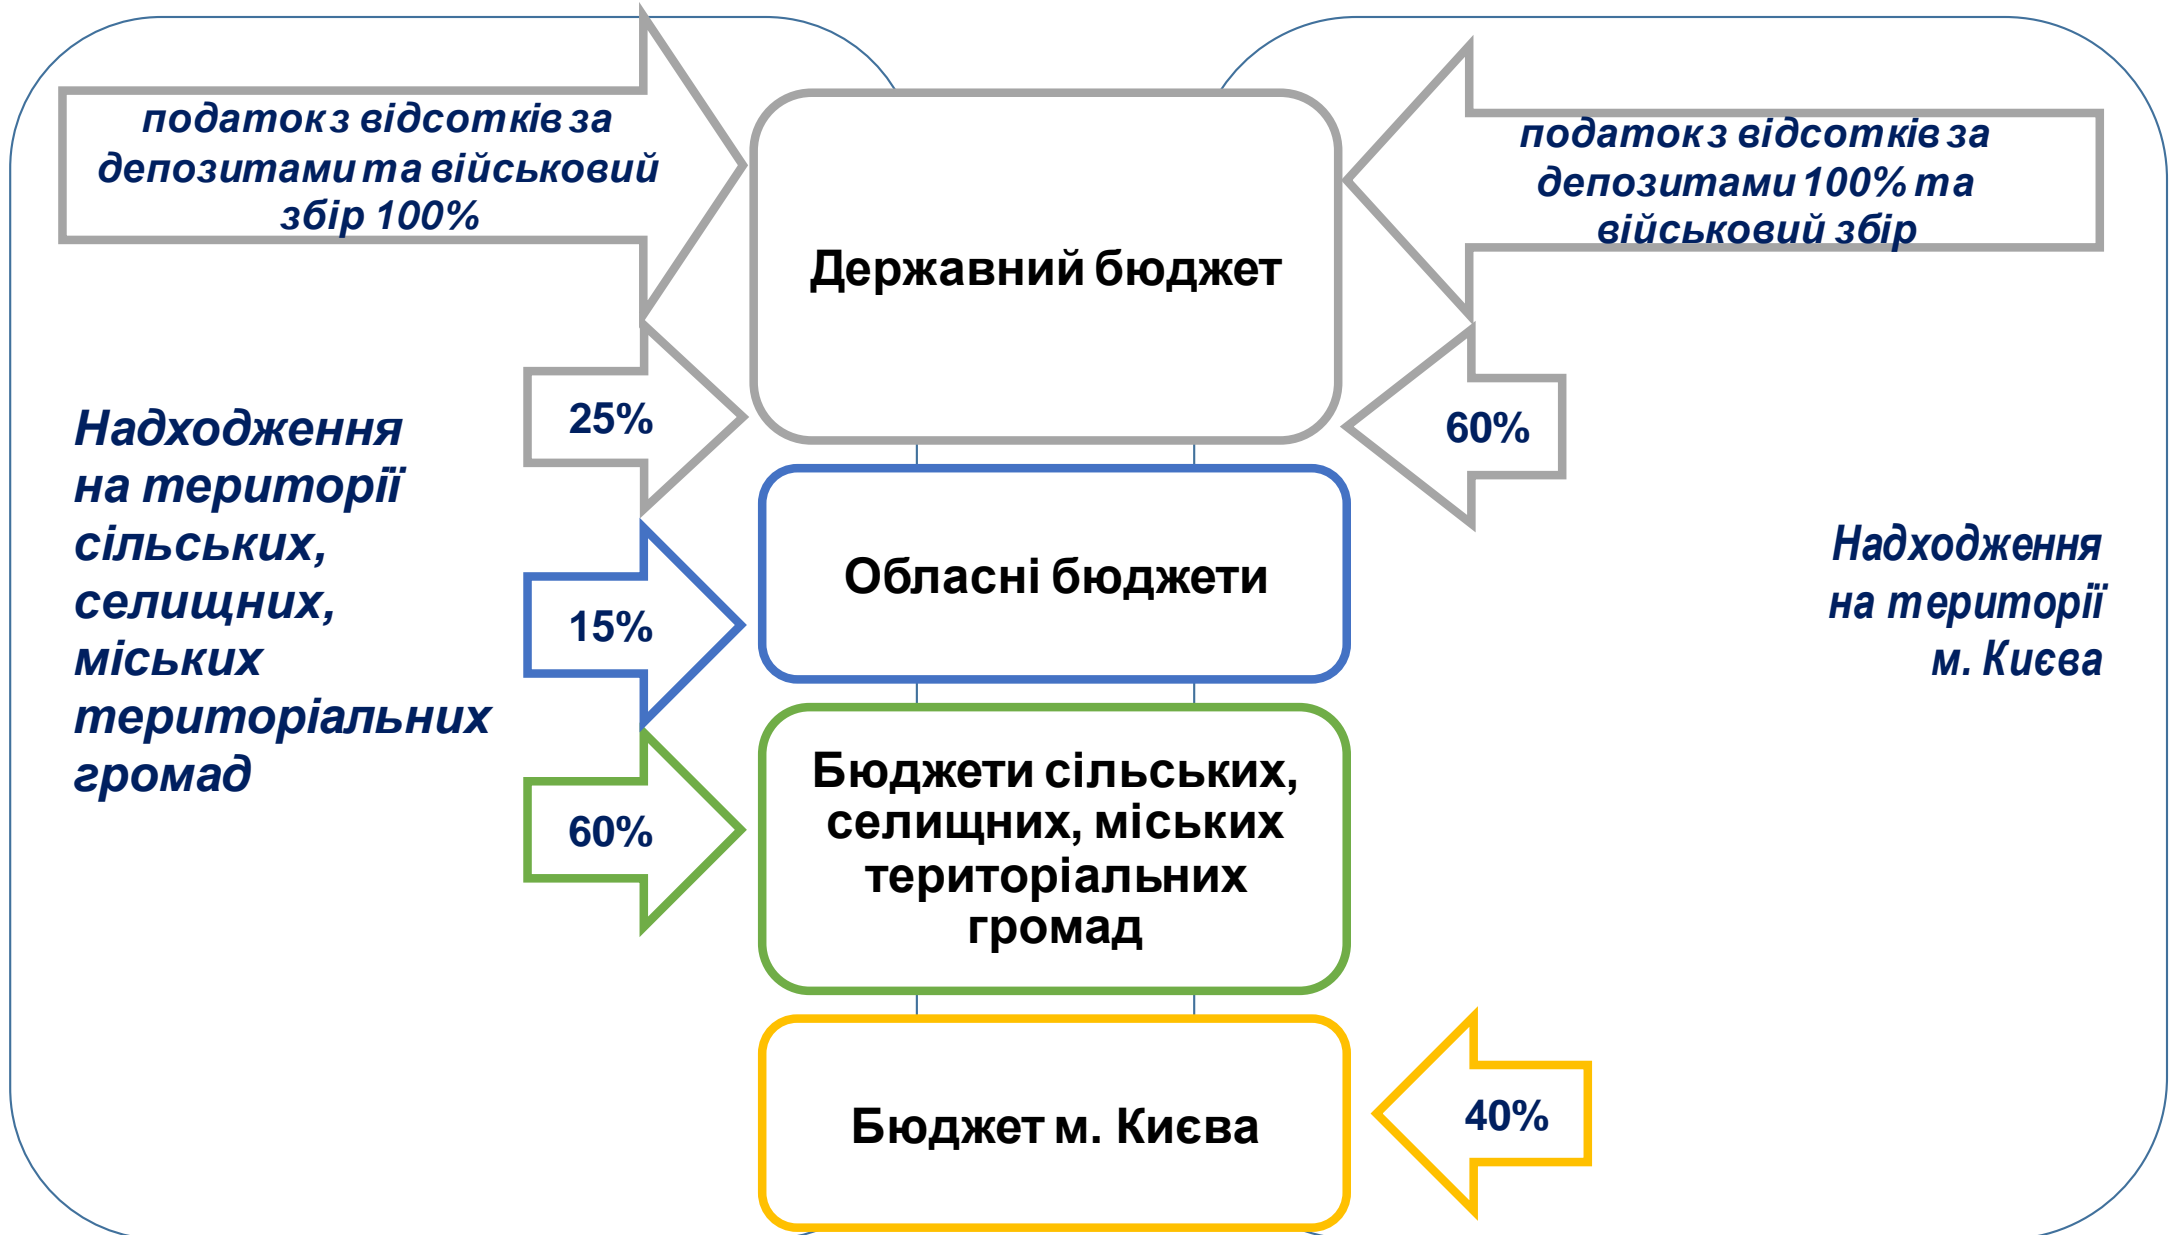 податок з відсотків за
депозитами та військовий
збір 100%
податок з відсотків за
депозитами 100% та
військовий збір
Державний бюджет
25%
60%
Надходження
на території
сільських,
селищних,
міських
територіальних
громад
Обласні бюджети
15%
Надходження
на території
м. Києва
60%
Бюджети сільських,
селищних, міських
територіальних
громад
Бюджет м. Києва
40%